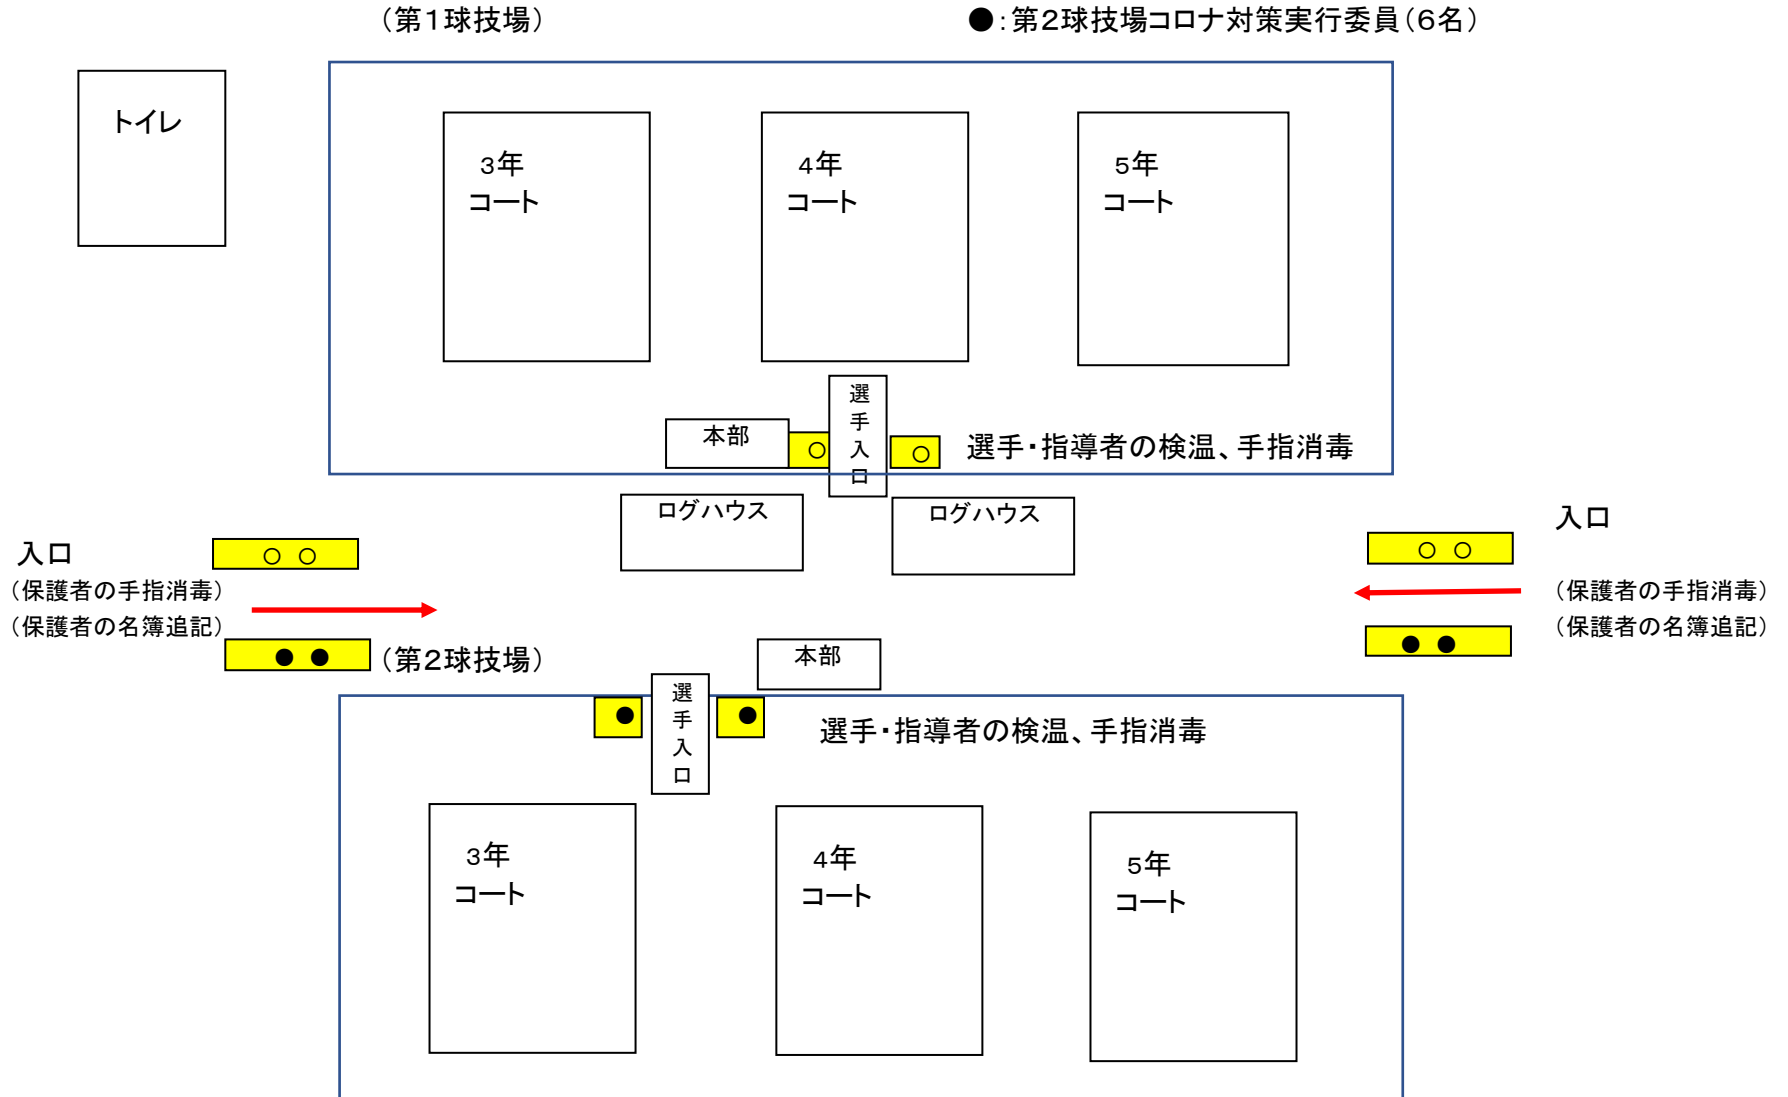 （第１球技場）
●：第２球技場コロナ対策実行委員（６名）
トイレ
３年
コート
４年
コート
５年
コート
選手入口
本部
○
○
選手・指導者の検温、手指消毒
ログハウス
ログハウス
入口
入口
○ ○
○ ○
（保護者の手指消毒）
（保護者の名簿追記）
（保護者の手指消毒）
（保護者の名簿追記）
● ●
● ●
（第２球技場）
本部
選手入口
●
●
選手・指導者の検温、手指消毒
３年
コート
４年
コート
５年
コート